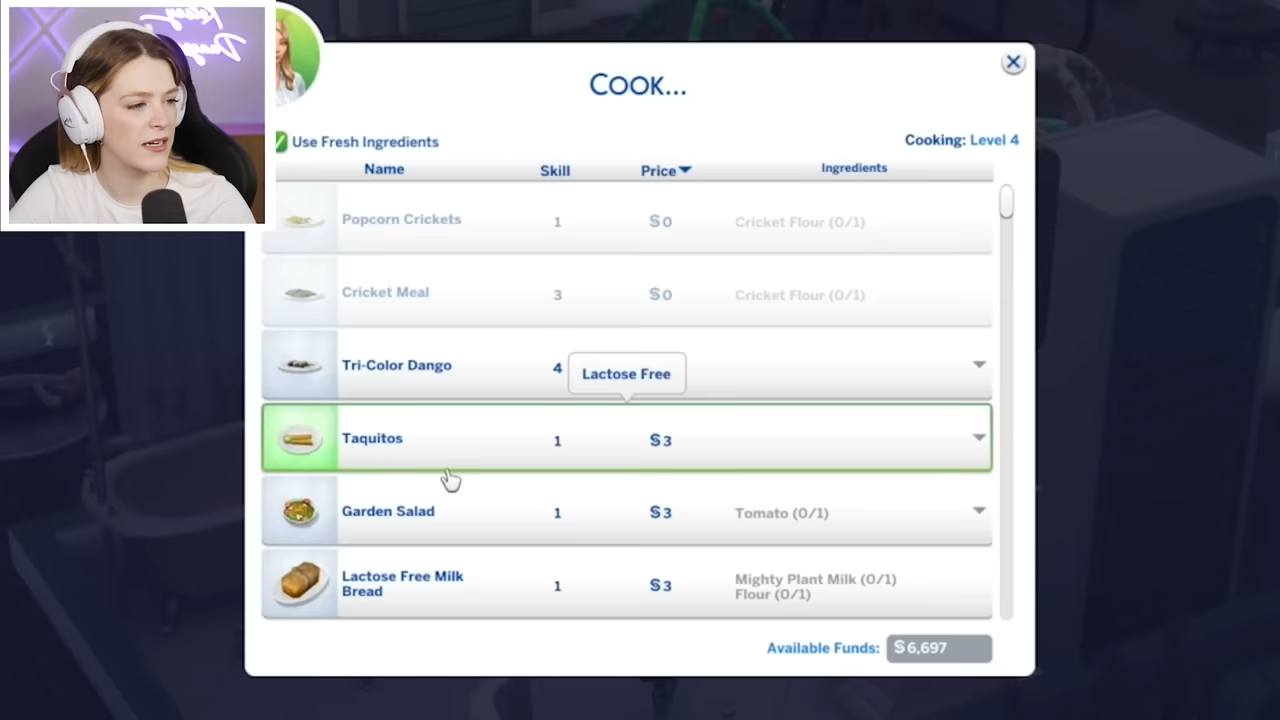 Cook...
Use Fresh Ingredients
Cooking: Level 4
Name Skill Price Ingredients
Popcorn Crickets 1 §0 Cricket Flour (0/1)
Cricket Meal 3 §0 Cricket Flour (0/1)
Tri-Color Dango 4
Lactose Free
Taquitos 1 §3
Garden Salad 1 §3 Tomato (0/1)
Lactose Free Milk
Bread 1 §3 Mighty Plant Milk (0/1)
Flour (0/1)
Available Funds: §6,697